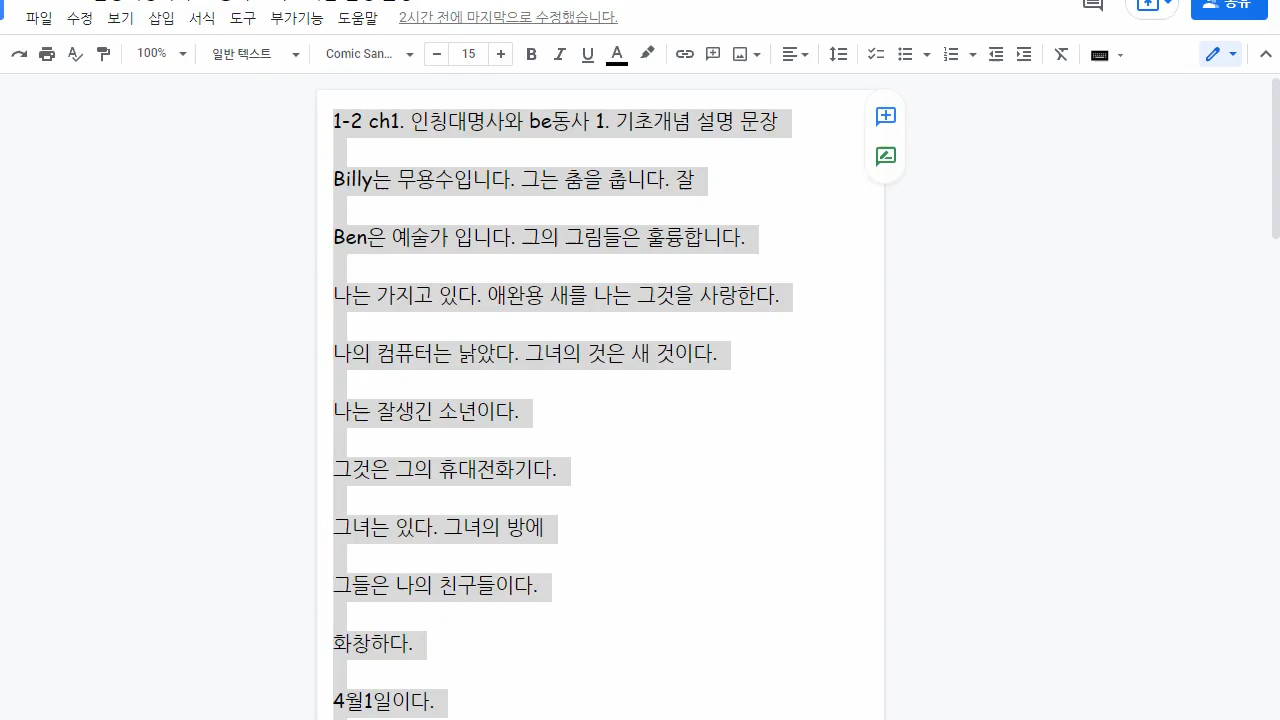 파일 수정 보기 삽입 서식 도구 부가기능 도움말 2시간 전에 마지막으로 수정했습니다. 공유
100% 일반 텍스트 Comic San... 15 B I U A
1-2 ch1. 인칭대명사와 be동사 1. 기초개념 설명 문장
Billy는 무용수입니다. 그는 춤을 춥니다. 잘
Ben은 예술가 입니다. 그의 그림들은 훌륭합니다.
나는 가지고 있다. 애완용 새를 나는 그것을 사랑한다.
나의 컴퓨터는 낡았다. 그녀의 것은 새 것이다.
나는 잘생긴 소년이다.
그것은 그의 휴대전화기다.
그녀는 있다. 그녀의 방에
그들은 나의 친구들이다.
화창하다.
4월1일이다.